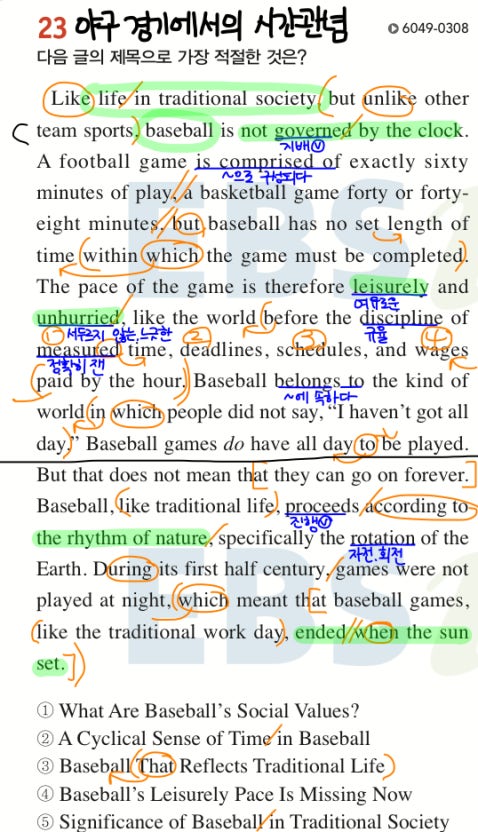 23 야구 경기에서의 시간관념
6049-0308
다음 글의 제목으로 가장 적절한 것은?
Like life in traditional society, but unlike other
team sports, baseball is not governed by the clock.
지배ⓥ
A football game is comprised of exactly sixty
~으로 구성되다
minutes of play, a basketball game forty or forty-
eight minutes, but baseball has no set length of
time within which the game must be completed.
The pace of the game is therefore leisurely and
여유로운
unhurried, like the world before the discipline of
① 서두르지 않는, 느긋한 ② 규율 ③ ④
measured time, deadlines, schedules, and wages
정확히 잰
paid by the hour. Baseball belongs to the kind of
~에 속하다
world in which people did not say, “I haven’t got all
day.” Baseball games do have all day to be played.
But that does not mean that they can go on forever.
Baseball, like traditional life, proceeds according to
진행ⓥ
the rhythm of nature, specifically the rotation of the
자전. 회전
Earth. During its first half century, games were not
played at night, which meant that baseball games,
like the traditional work day, ended when the sun
set.
EBS
EBS
① What Are Baseball’s Social Values?
② A Cyclical Sense of Time in Baseball
③ Baseball That Reflects Traditional Life
④ Baseball’s Leisurely Pace Is Missing Now
⑤ Significance of Baseball in Traditional Society